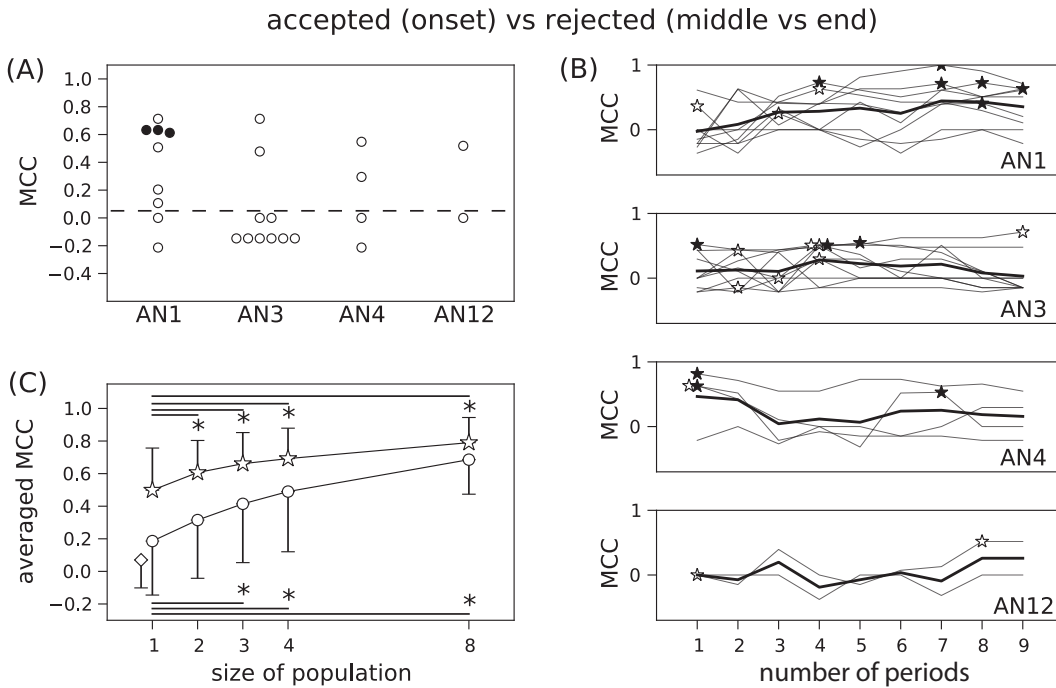 accepted (onset) vs rejected (middle vs end)
(A)
MCC
1.0
0.8
0.6
0.4
0.2
0.0
−0.2
−0.4
AN1 AN3 AN4 AN12
(B)
MCC
1
0
AN1
MCC
1
0
AN3
MCC
1
0
AN4
MCC
1
0
AN12
1 2 3 4 5 6 7 8 9
number of periods
(C)
averaged MCC
1.0
0.8
0.6
0.4
0.2
0.0
−0.2
* * * *
* * *
1 2 3 4 8
size of population